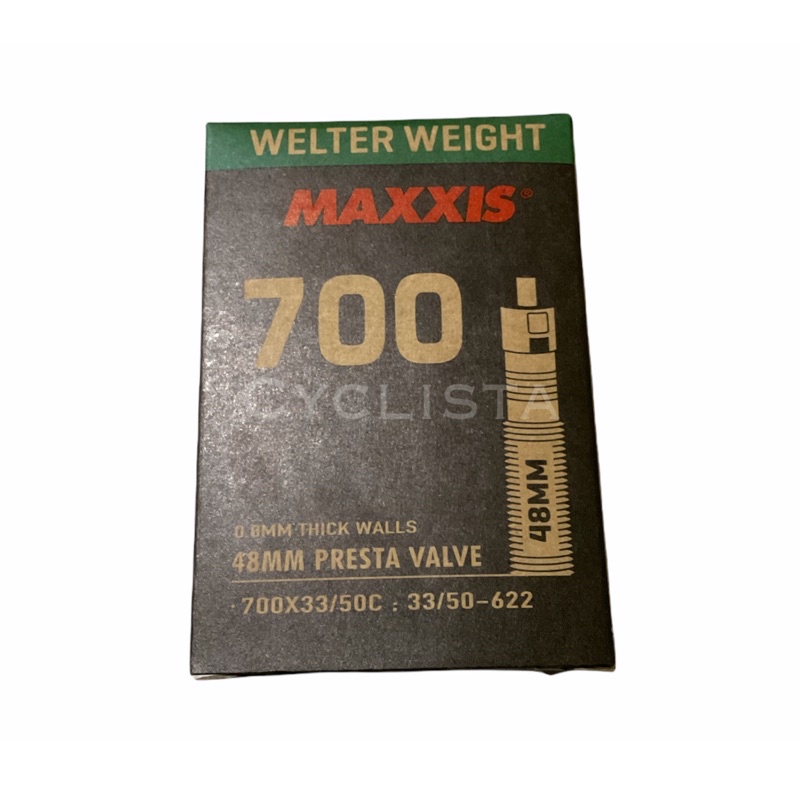 WELTER WEIGHT
MAXXIS®
700
CYCLISTA
0.8MM THICK WALLS
48MM PRESTA VALVE
700X33/50C : 33/50-622
48MM